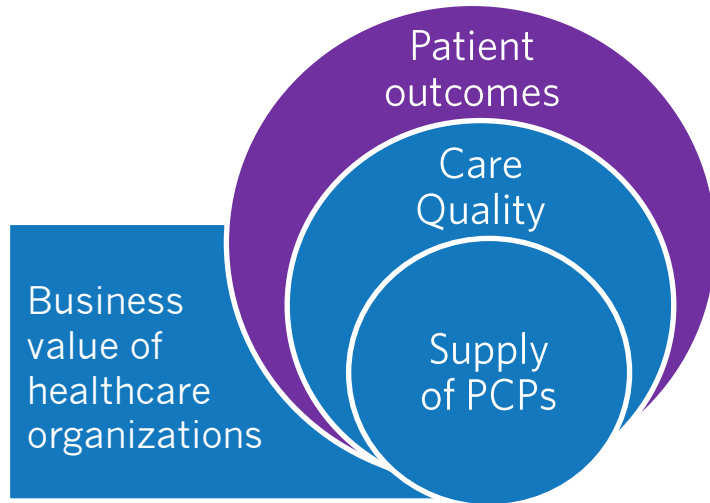 Patient
outcomes
Care
Quality
Supply
of PCPs
Business
value of
healthcare
organizations